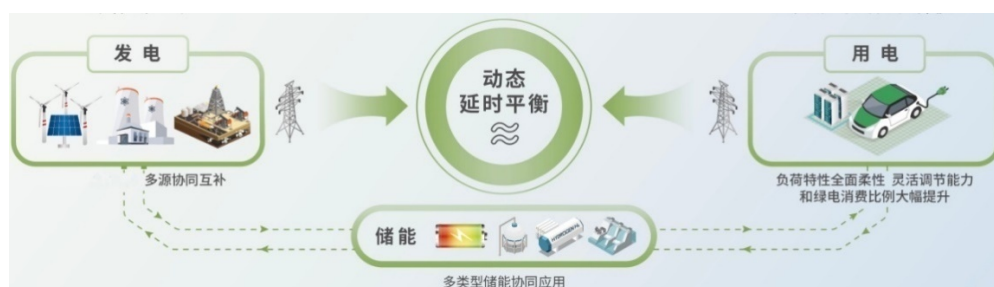 发电
动态
延时平衡
用电
多源协同互补
负荷特性全面柔性 灵活调节能力
和绿电消费比例大幅提升
储能
HYDROGEN
多类型储能协同应用